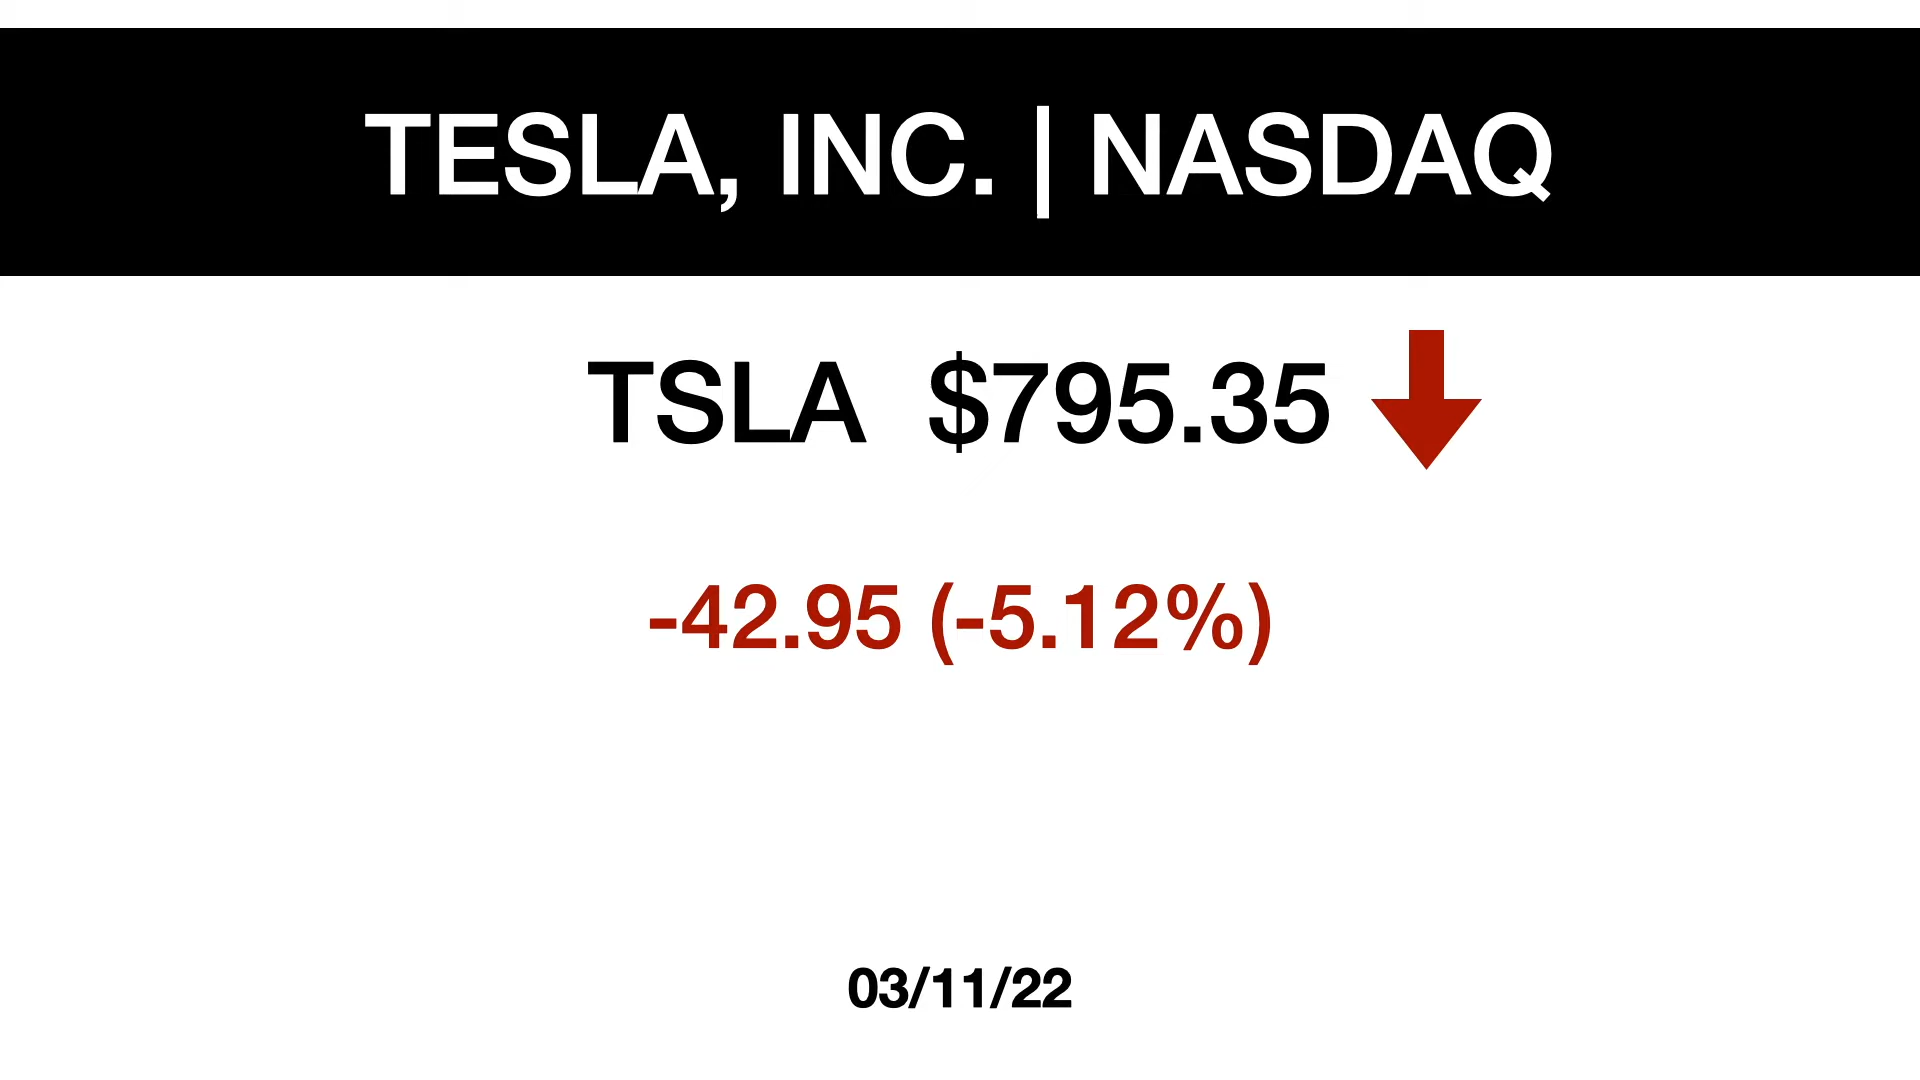 TESLA, INC. | NASDAQ
TSLA $795.35
-42.95 (-5.12%)
03/11/22